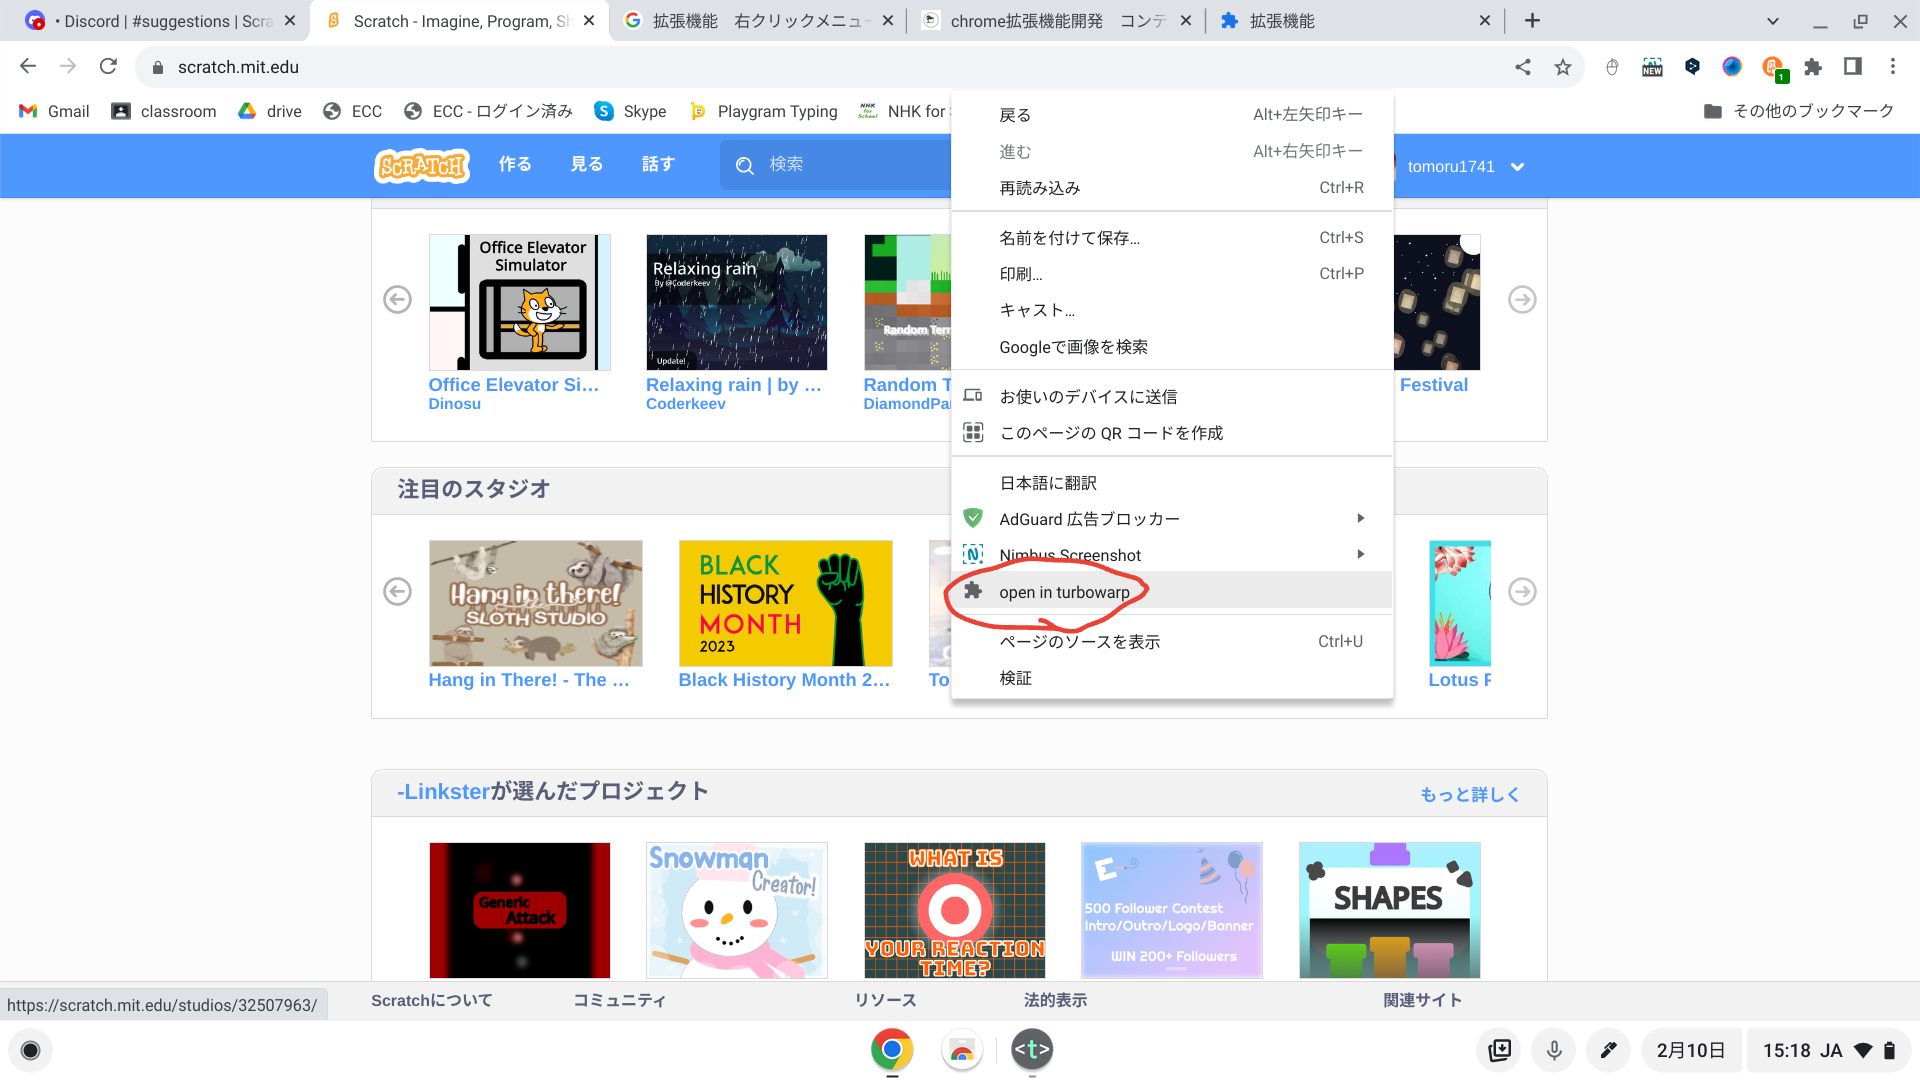 • Discord | #suggestions | Scra
Scratch - Imagine, Program, Sh
拡張機能 右クリックメニュー
chrome拡張機能開発 コンテ
拡張機能
scratch.mit.edu
NEW
1
Gmail
classroom
drive
ECC
ECC - ログイン済み
Skype
Playgram Typing
NHK for School
NHK for
その他のブックマーク
SCRATCH
作る
見る
話す
検索
tomoru1741
戻る Alt+左矢印キー
進む Alt+右矢印キー
再読み込み Ctrl+R
名前を付けて保存... Ctrl+S
印刷... Ctrl+P
キャスト...
Googleで画像を検索
お使いのデバイスに送信
このページの QR コードを作成
日本語に翻訳
AdGuard 広告ブロッカー
Nimbus Screenshot
open in turbowarp
ページのソースを表示 Ctrl+U
検証
Office Elevator
Simulator
Relaxing rain
By @Coderkeev
Update!
Random Terr
Office Elevator Si...
Dinosu
Relaxing rain | by ...
Coderkeev
Random T
DiamondPa
Festival
注目のスタジオ
Hang in there!
the
SLOTH STUDIO
BLACK
HISTORY
MONTH
2023
Hang in There! - The ...
Black History Month 2...
To
Lotus F
-Linksterが選んだプロジェクト
もっと詳しく
Generic
Attack
Snowman
Creator!
WHAT IS
YOUR REACTION
TIME?
E
500 Follower Contest
Intro/Outro/Logo/Banner
WIN 200+ Followers
SHAPES
https://scratch.mit.edu/studios/32507963/
Scratchについて
コミュニティ
リソース
法的表示
関連サイト
<t>
2月10日
15:18 JA